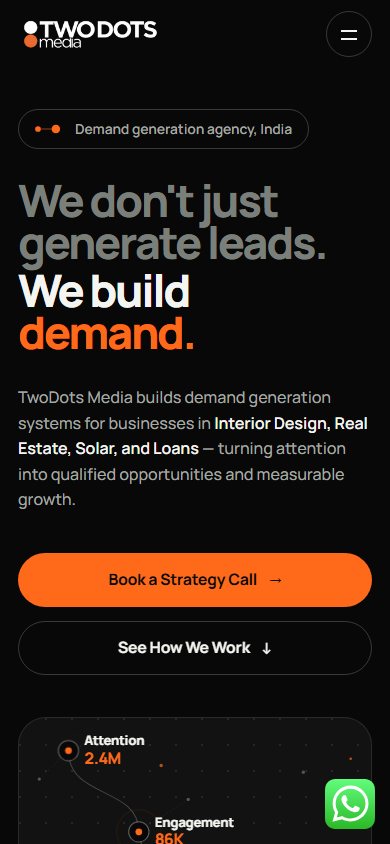 TWO DOTS
media
Demand generation agency, India
We don't just
generate leads.
We build
demand.
TwoDots Media builds demand generation
systems for businesses in Interior Design, Real
Estate, Solar, and Loans — turning attention
into qualified opportunities and measurable
growth.
Book a Strategy Call →
See How We Work ↓
Attention
2.4M
Engagement
86K